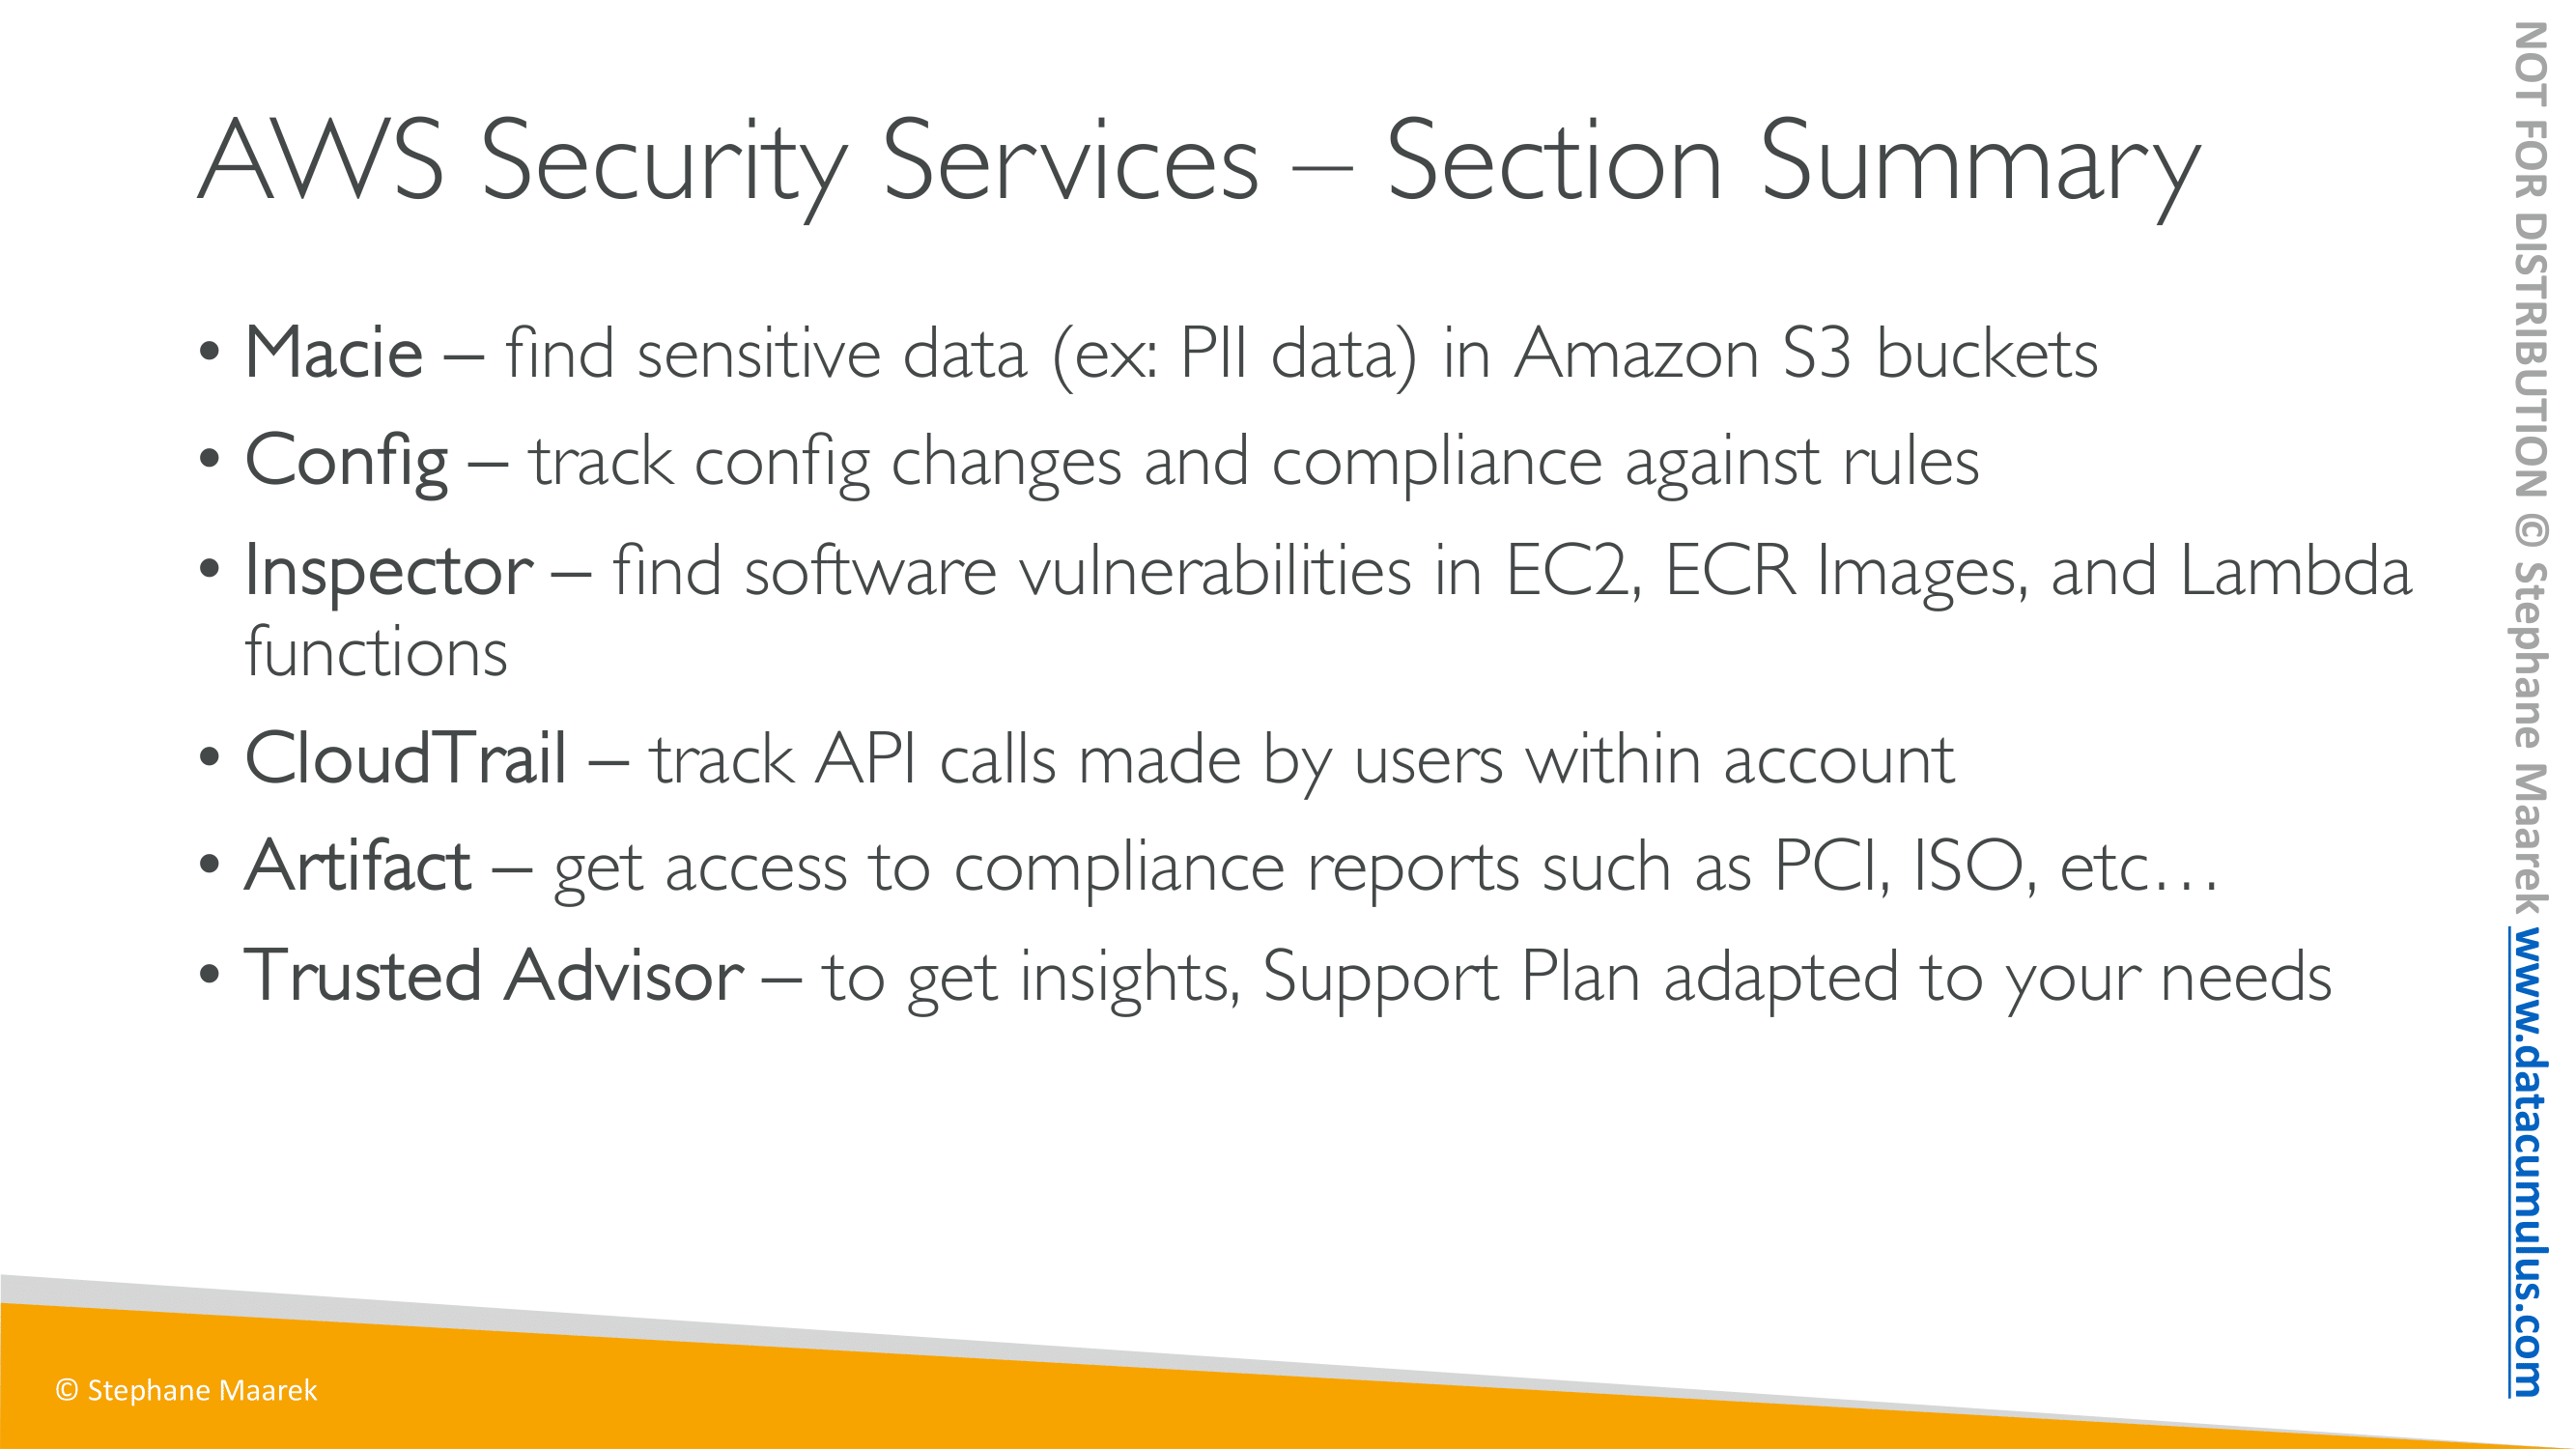 AWS Security Services – Section Summary
• Macie – find sensitive data (ex: PII data) in Amazon S3 buckets
• Config – track config changes and compliance against rules
• Inspector – find software vulnerabilities in EC2, ECR Images, and Lambda
functions
• CloudTrail – track API calls made by users within account
• Artifact – get access to compliance reports such as PCI, ISO, etc…
• Trusted Advisor – to get insights, Support Plan adapted to your needs
© Stephane Maarek
NOT FOR DISTRIBUTION © Stephane Maarek www.datacumulus.com